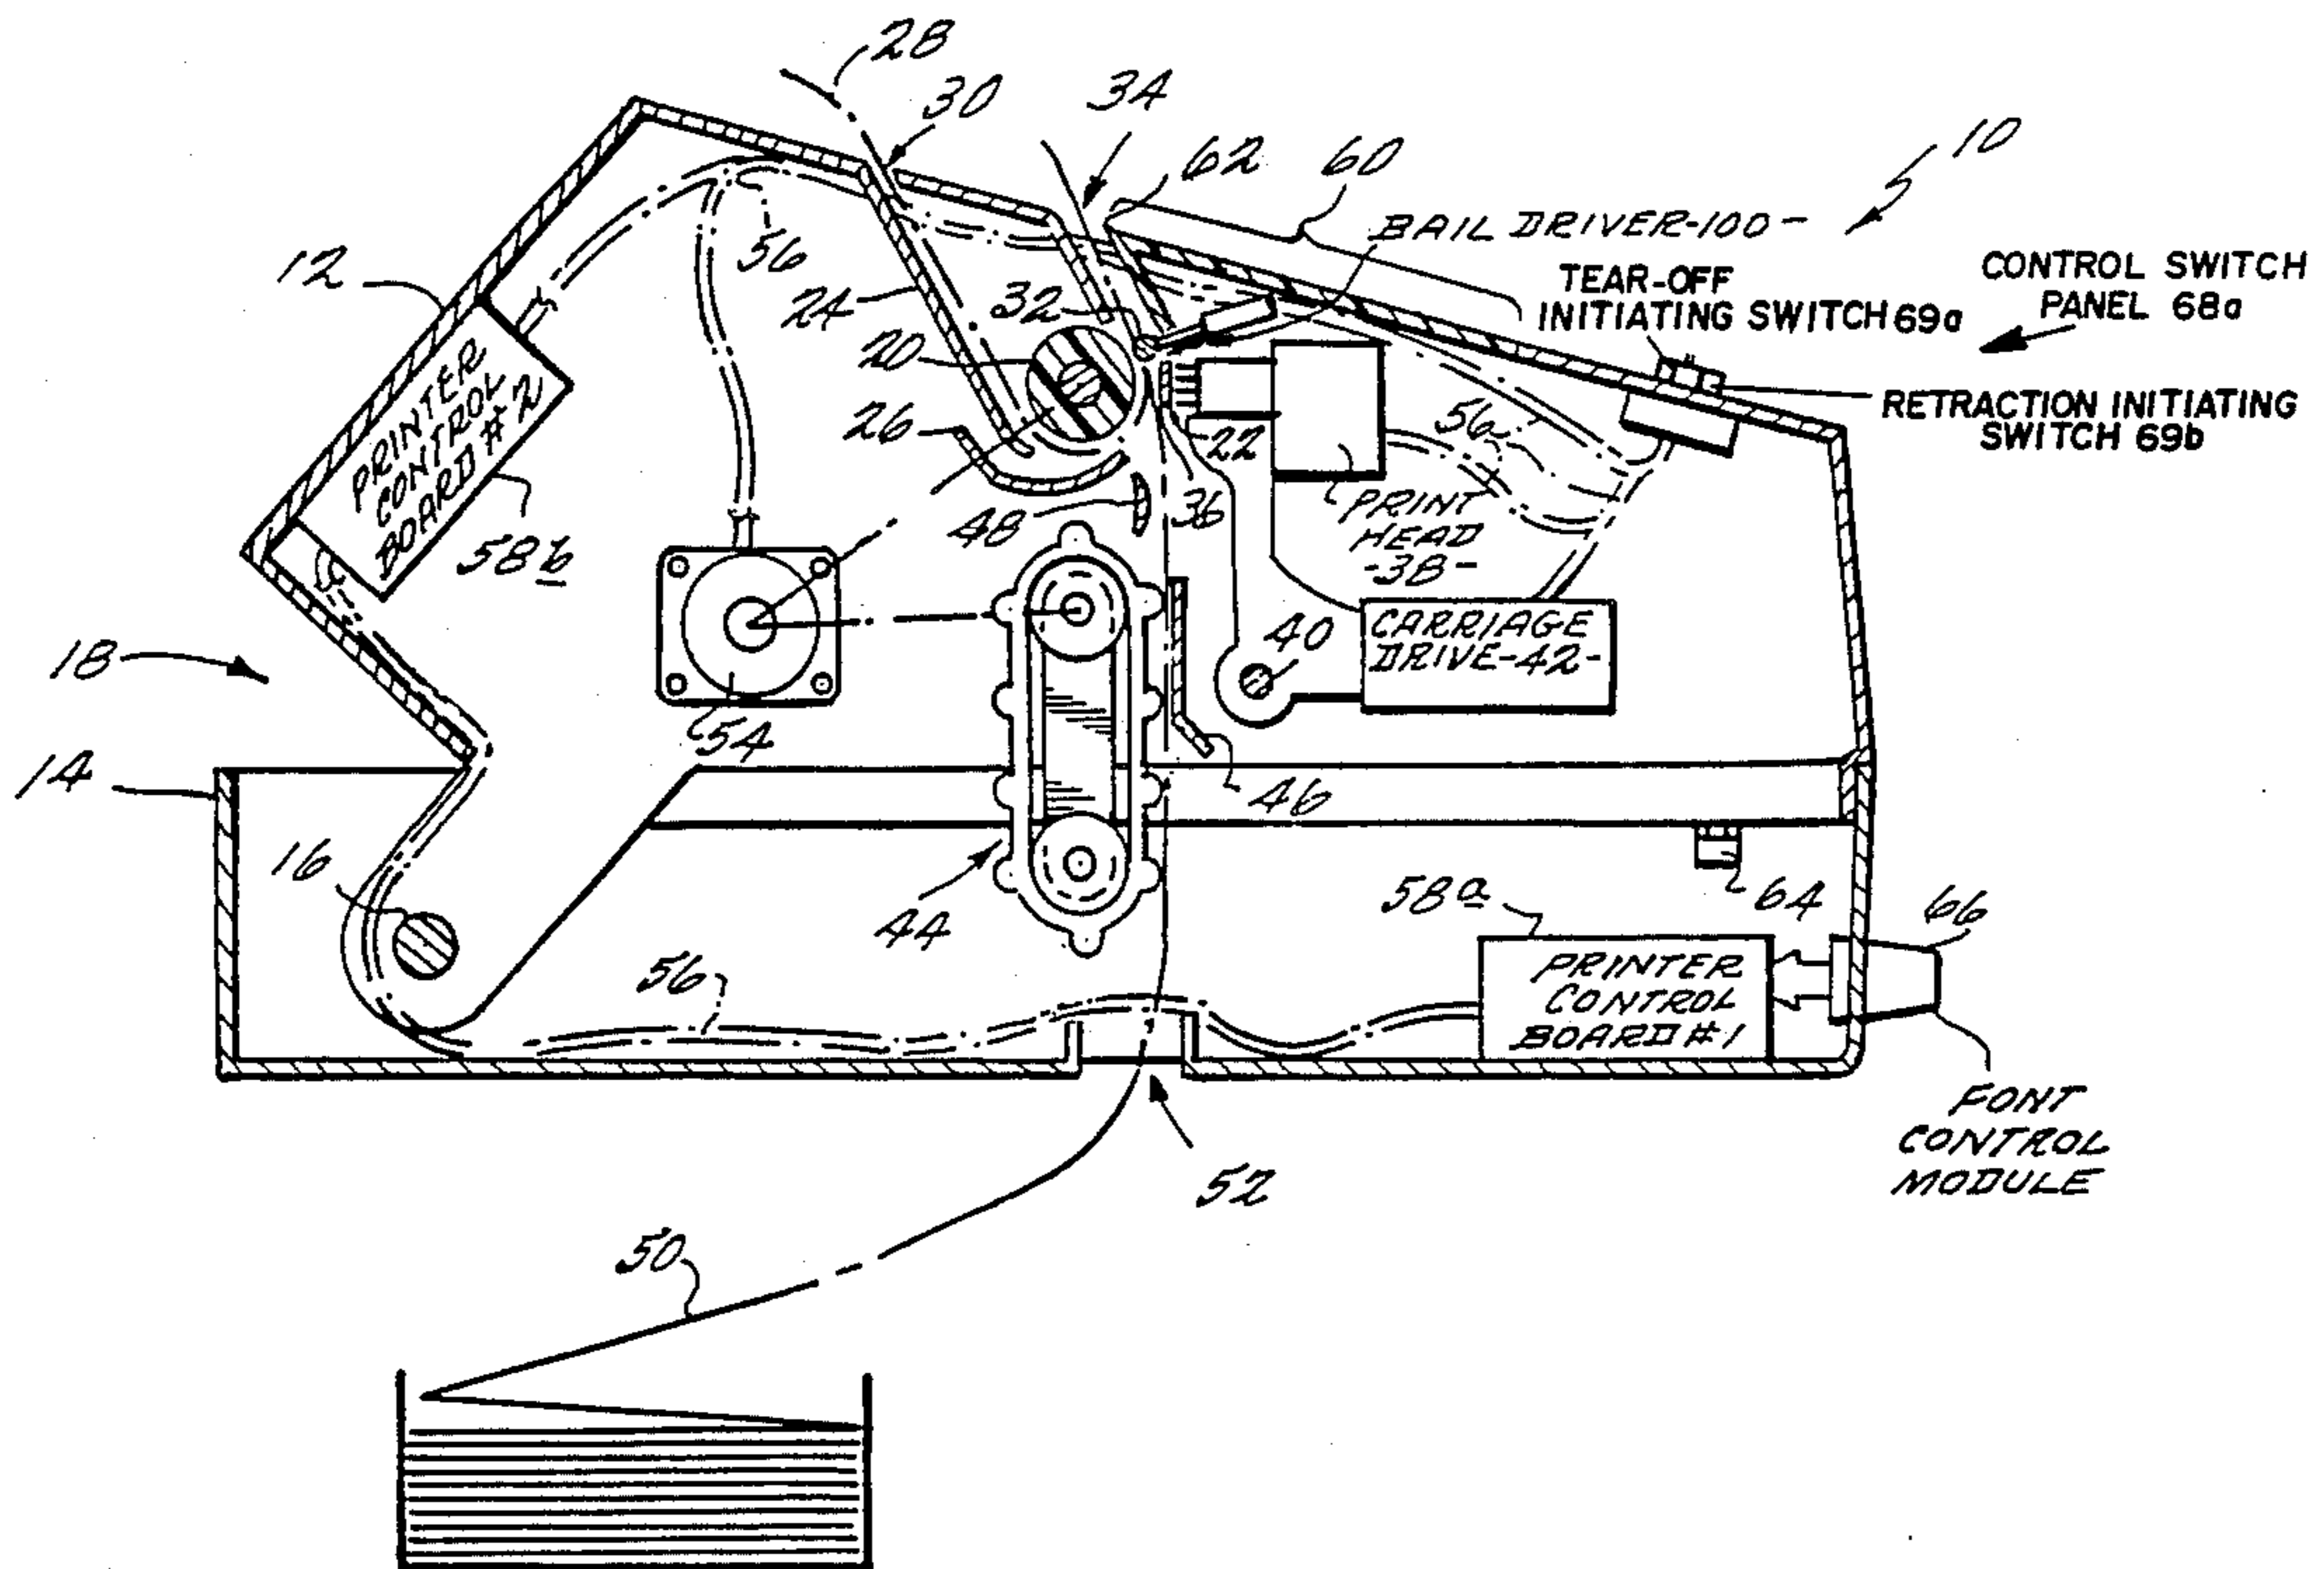 28
30
34
62
60
10
BAIL DRIVER-100-
12
56
24
32
TEAR-OFF
INITIATING SWITCH 69a
CONTROL SWITCH
PANEL 68a
20
26
22
56
RETRACTION INITIATING
SWITCH 69b
PRINTER
CONTROL
BOARD #2
58b
48
36
PRINT
HEAD
-38-
18
40
CARRIAGE
DRIVE-42-
54
14
46
16
44
58a
64
66
56
PRINTER
CONTROL
BOARD #1
FONT
CONTROL
MODULE
52
50